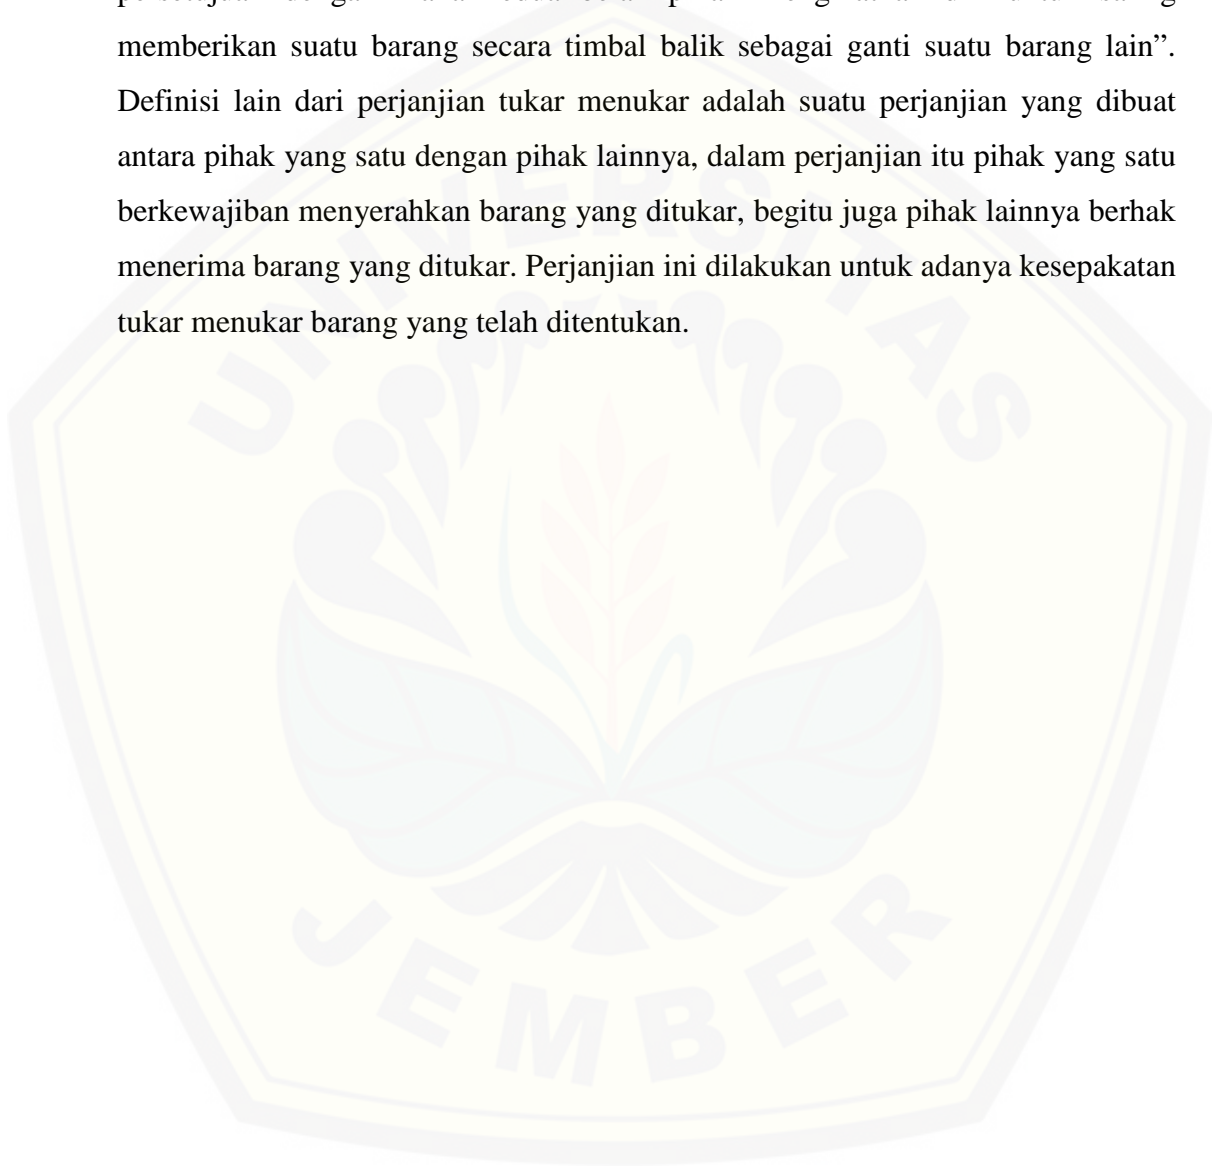 memberikan suatu barang secara timbal balik sebagai ganti suatu barang lain”.
Definisi lain dari perjanjian tukar menukar adalah suatu perjanjian yang dibuat
antara pihak yang satu dengan pihak lainnya, dalam perjanjian itu pihak yang satu
berkewajiban menyerahkan barang yang ditukar, begitu juga pihak lainnya berhak
menerima barang yang ditukar. Perjanjian ini dilakukan untuk adanya kesepakatan
tukar menukar barang yang telah ditentukan.
UNIVERSITAS
JEMBER